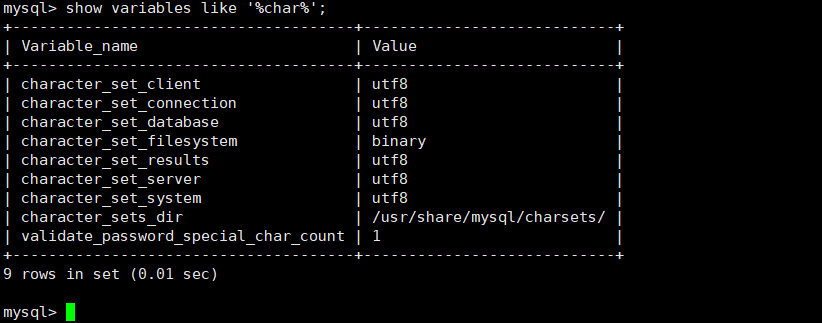 mysql> show variables like '%char%';
+--------------------------------------+----------------------------+
| Variable_name                        | Value                      |
+--------------------------------------+----------------------------+
| character_set_client                 | utf8                       |
| character_set_connection             | utf8                       |
| character_set_database               | utf8                       |
| character_set_filesystem             | binary                     |
| character_set_results                | utf8                       |
| character_set_server                 | utf8                       |
| character_set_system                 | utf8                       |
| character_sets_dir                   | /usr/share/mysql/charsets/ |
| validate_password_special_char_count | 1                          |
+--------------------------------------+----------------------------+
9 rows in set (0.01 sec)
mysql>